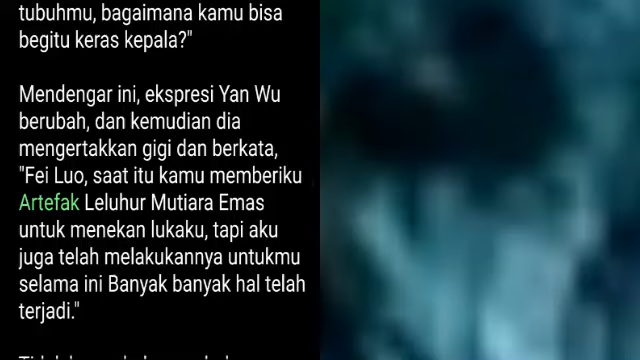 tubuhmu, bagaimana kamu bisa
begitu keras kepala?"
Mendengar ini, ekspresi Yan Wu
berubah, dan kemudian dia
mengertakkan gigi dan berkata,
"Fei Luo, saat itu kamu memberiku
Artefak Leluhur Mutiara Emas
untuk menekan lukaku, tapi aku
juga telah melakukannya untukmu
selama ini Banyak banyak hal telah
terjadi."